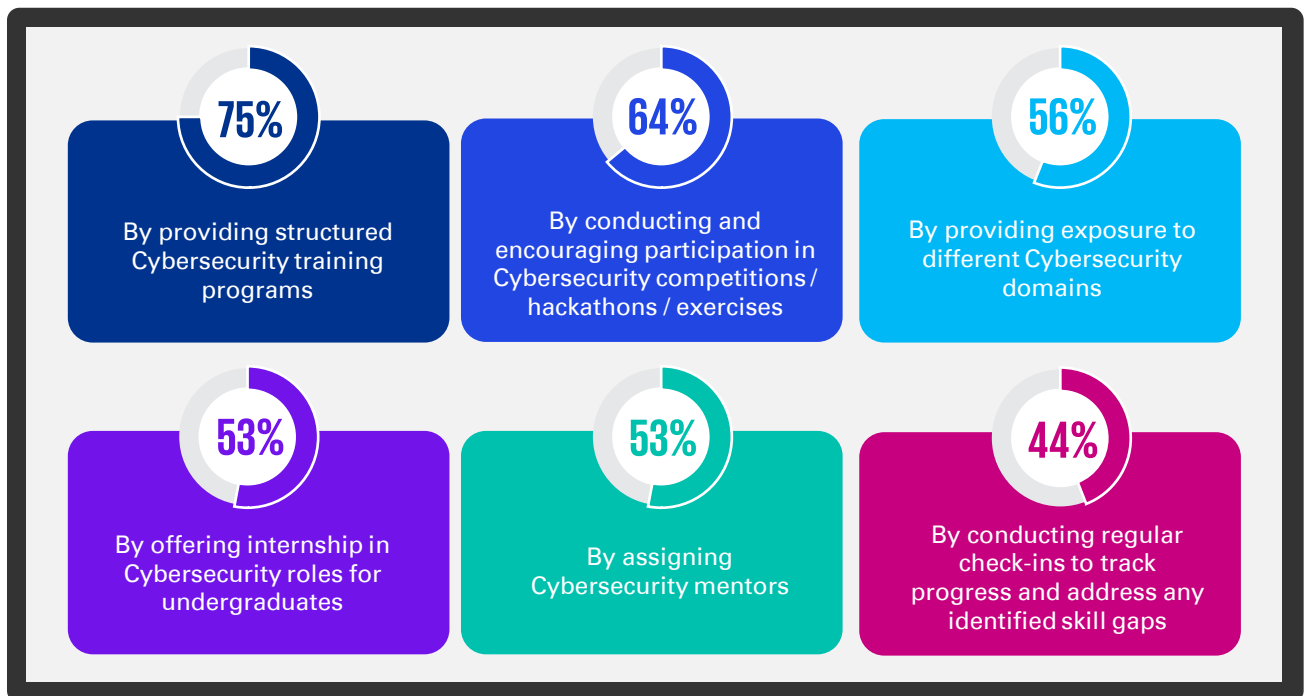 75%
By providing structured
Cybersecurity training
programs
64%
By conducting and
encouraging participation in
Cybersecurity competitions /
hackathons / exercises
56%
By providing exposure to
different Cybersecurity
domains
53%
By offering internship in
Cybersecurity roles for
undergraduates
53%
By assigning
Cybersecurity mentors
44%
By conducting regular
check-ins to track
progress and address any
identified skill gaps